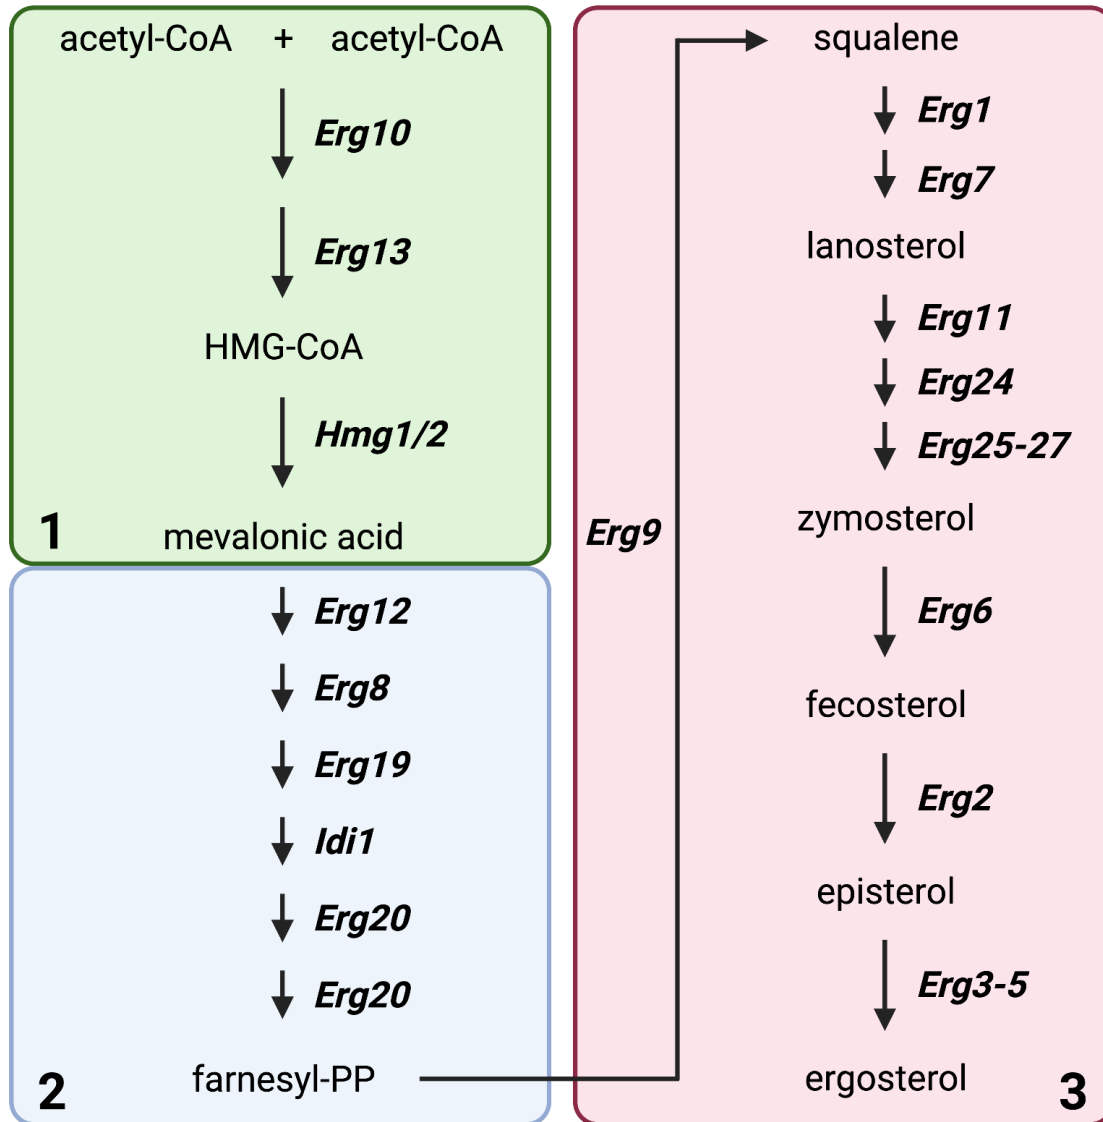 acetyl-CoA + acetyl-CoA
Erg10
Erg13
HMG-CoA
Hmg1/2
1
mevalonic acid
Erg12
Erg8
Erg19
Idi1
Erg20
Erg20
2
farnesyl-PP
Erg9
squalene
Erg1
Erg7
lanosterol
Erg11
Erg24
Erg25-27
zymosterol
Erg6
fecosterol
Erg2
episterol
Erg3-5
ergosterol
3